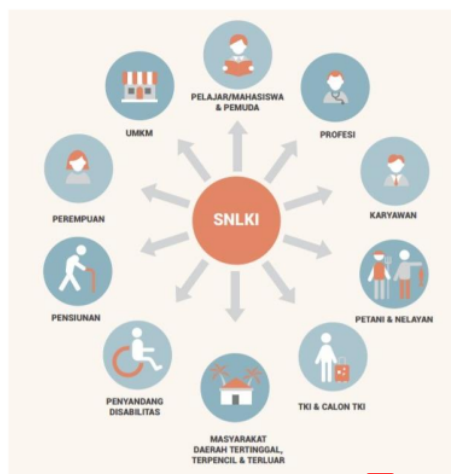 PELAJAR/MAHASISWA
& PEMUDA
UMKM
PROFESI
PEREMPUAN
SNLKI
KARYAWAN
PENSIUNAN
PETANI & NELAYAN
PENYANDANG
DISABILITAS
TKI & CALON TKI
MASYARAKAT
DAERAH TERTINGGAL,
TERPENCIL & TERLUAR